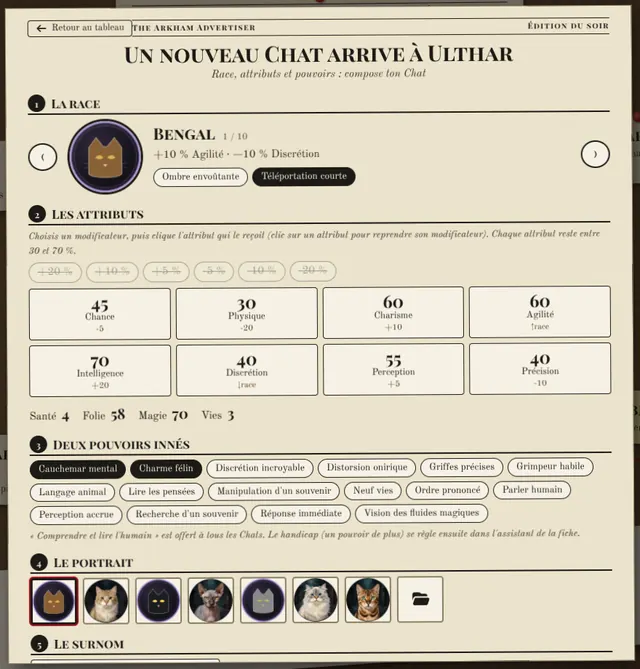 Retour au tableau
The Arkham Advertiser
Édition du soir
Un nouveau Chat arrive à Ulthar
Race, attributs et pouvoirs : compose ton Chat
1 La race
Bengal 1 / 10
+10 % Agilité · −10 % Discrétion
Ombre envoûtante Téléportation courte
2 Les attributs
Choisis un modificateur, puis clique l'attribut qui le reçoit (clic sur un attribut pour reprendre son modificateur). Chaque attribut reste entre
30 et 70 %.
+20 % +10 % +5 % -5 % -10 % -20 %
45 30 60 60
Chance Physique Charisme Agilité
-5 -20 +10 ↑race
70 40 55 40
Intelligence Discrétion Perception Précision
+20 ↓race +5 -10
Santé 4 Folie 58 Magie 70 Vies 3
3 Deux pouvoirs innés
Cauchemar mental Charme félin Discrétion incroyable Distorsion onirique Griffes précises Grimpeur habile
Langage animal Lire les pensées Manipulation d'un souvenir Neuf vies Ordre prononcé Parler humain
Perception accrue Recherche d'un souvenir Réponse immédiate Vision des fluides magiques
« Comprendre et lire l'humain » est offert à tous les Chats. Le handicap (un pouvoir de plus) se règle ensuite dans l'assistant de la fiche.
4 Le portrait
5 Le surnom